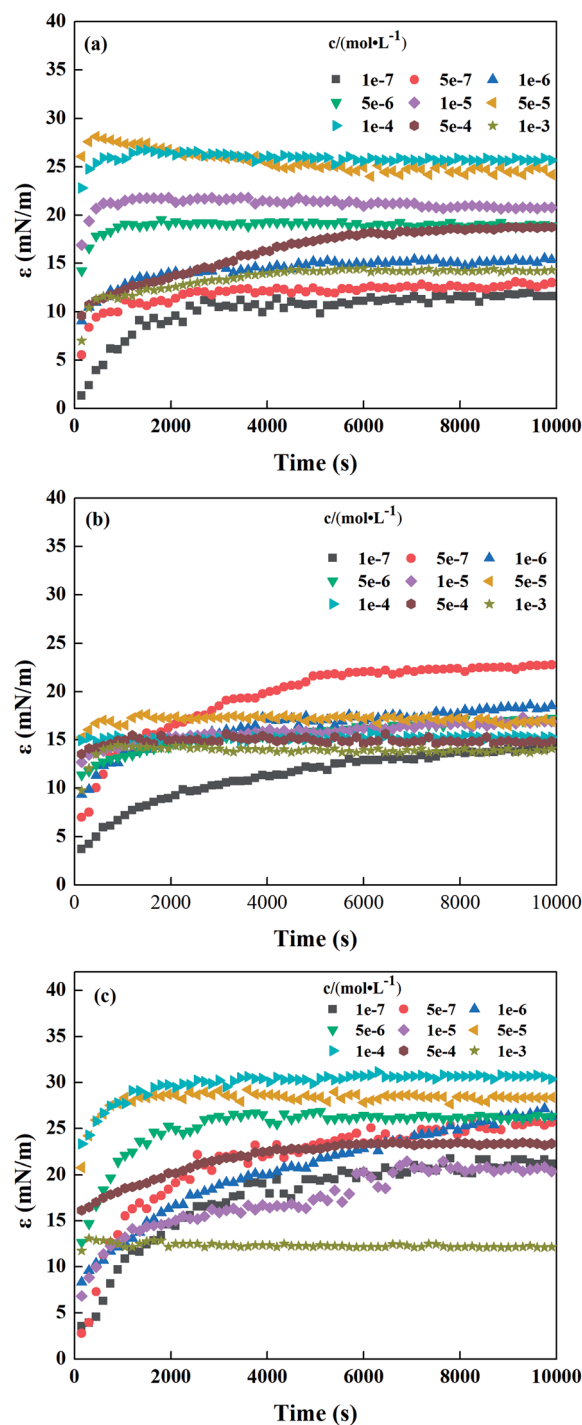 (a)
c/(mol•L⁻¹)
1e-7 5e-7 1e-6
5e-6 1e-5 5e-5
1e-4 5e-4 1e-3
40
35
30
25
20
15
10
5
0
ε (mN/m)
0 2000 4000 6000 8000 10000
Time (s)
(b)
c/(mol•L⁻¹)
1e-7 5e-7 1e-6
5e-6 1e-5 5e-5
1e-4 5e-4 1e-3
40
35
30
25
20
15
10
5
0
ε (mN/m)
0 2000 4000 6000 8000 10000
Time (s)
(c)
c/(mol•L⁻¹)
1e-7 5e-7 1e-6
5e-6 1e-5 5e-5
1e-4 5e-4 1e-3
40
35
30
25
20
15
10
5
0
ε (mN/m)
0 2000 4000 6000 8000 10000
Time (s)